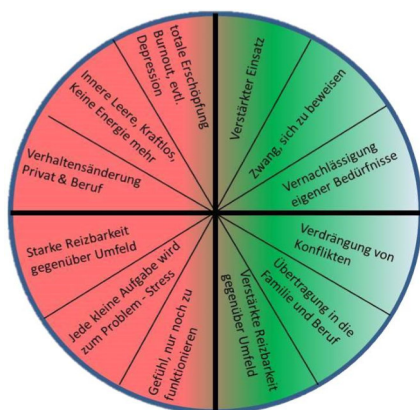 Verstärkter Einsatz
Zwang, sich zu beweisen
Vernachlässigung
eigener Bedürfnisse
Verdrängung von
Konflikten
Übertragung in die
Familie und Beruf
Verstärkte Reizbarkeit
gegenüber Umfeld
Gefühl, nur noch zu
funktionieren
Jede kleine Aufgabe wird
zum Problem - Stress
Starke Reizbarkeit
gegenüber Umfeld
Verhaltensänderung
Privat & Beruf
Innere Leere, Kraftlos,
Keine Energie mehr
totale Erschöpfung
Burnout, evtl.
Depression